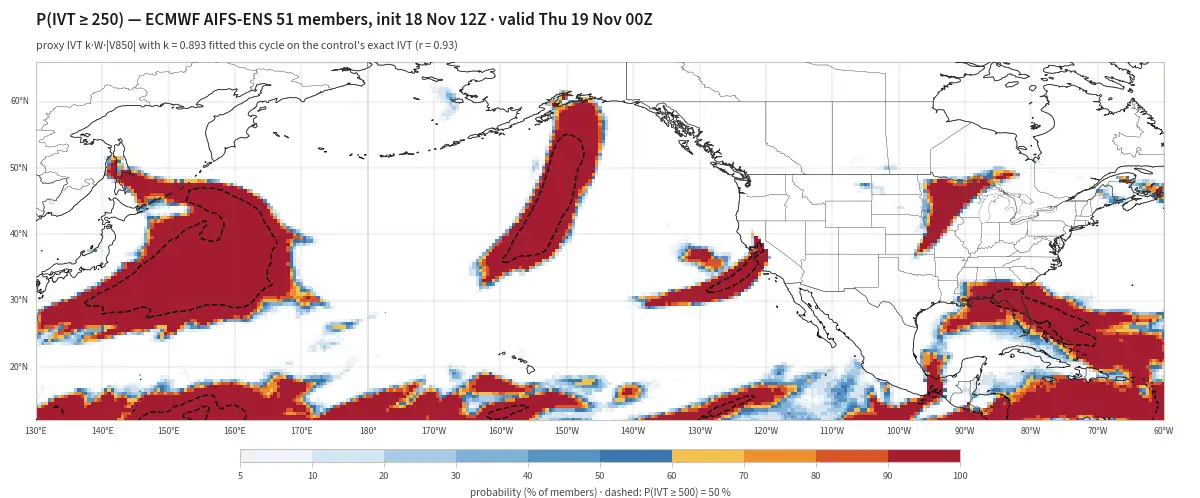 P(IVT ≥ 250) — ECMWF AIFS-ENS 51 members, init 18 Nov 12Z · valid Thu 19 Nov 00Z
proxy IVT k·W·|V850| with k = 0.893 fitted this cycle on the control's exact IVT (r = 0.93)
60°N
50°N
40°N
30°N
20°N
130°E 140°E 150°E 160°E 170°E 180° 170°W 160°W 150°W 140°W 130°W 120°W 110°W 100°W 90°W 80°W 70°W 60°W
5 10 20 30 40 50 60 70 80 90 100
probability (% of members) · dashed: P(IVT ≥ 500) = 50 %